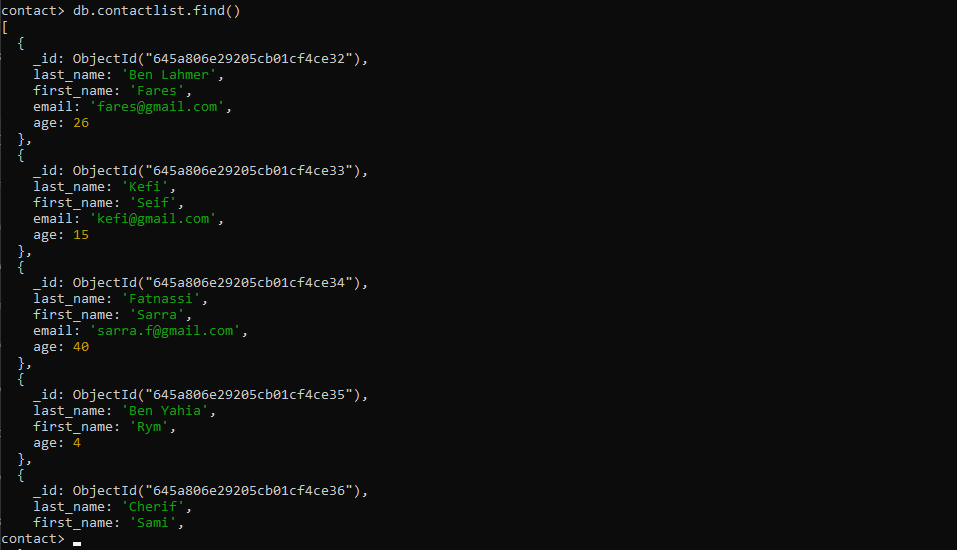 contact> db.contactlist.find()
[
  {
    _id: ObjectId("645a806e29205cb01cf4ce32"),
    last_name: 'Ben Lahmer',
    first_name: 'Fares',
    email: 'fares@gmail.com',
    age: 26
  },
  {
    _id: ObjectId("645a806e29205cb01cf4ce33"),
    last_name: 'Kefi',
    first_name: 'Seif',
    email: 'kefi@gmail.com',
    age: 15
  },
  {
    _id: ObjectId("645a806e29205cb01cf4ce34"),
    last_name: 'Fatnassi',
    first_name: 'Sarra',
    email: 'sarra.f@gmail.com',
    age: 40
  },
  {
    _id: ObjectId("645a806e29205cb01cf4ce35"),
    last_name: 'Ben Yahia',
    first_name: 'Rym',
    age: 4
  },
  {
    _id: ObjectId("645a806e29205cb01cf4ce36"),
    last_name: 'Cherif',
    first_name: 'Sami',
contact>